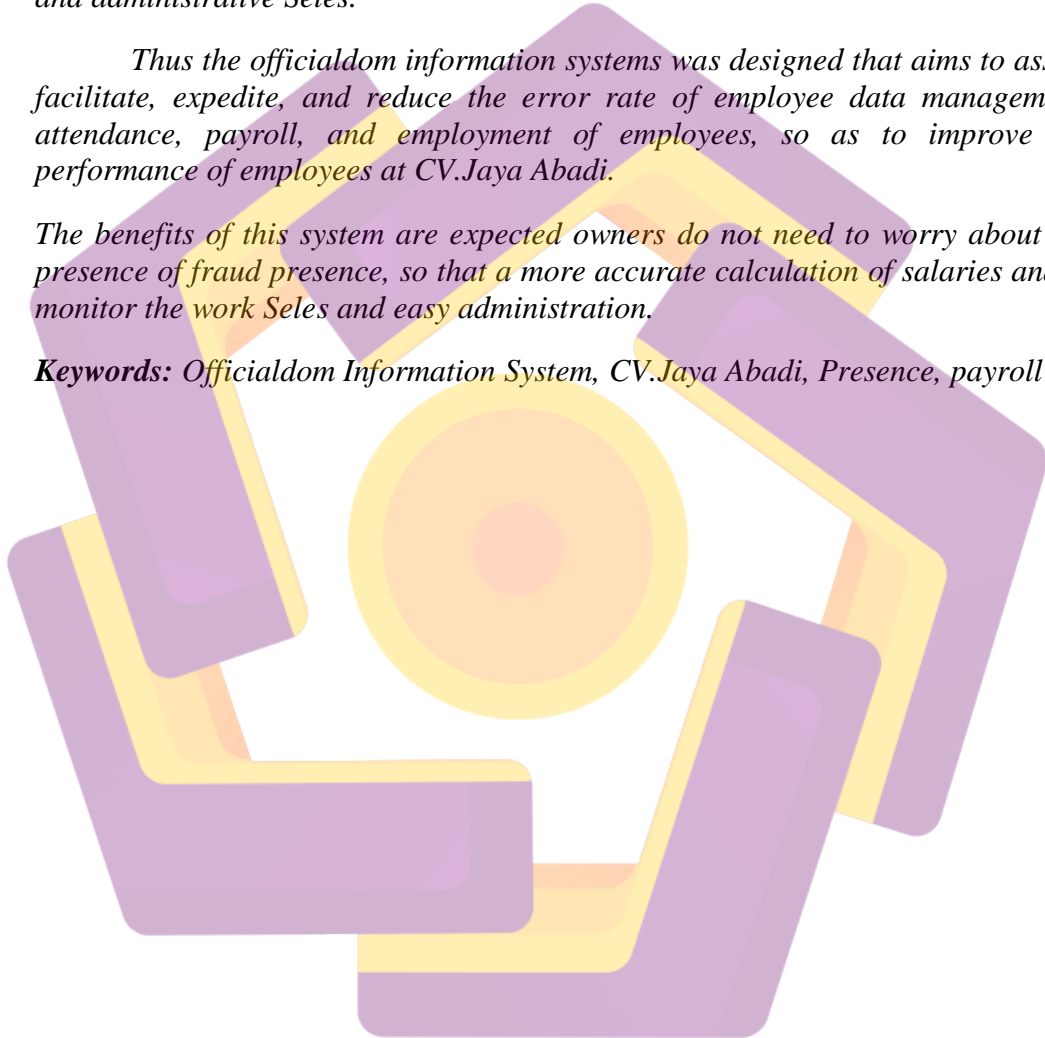 and administrative Seles.
Thus the officialdom information systems was designed that aims to
facilitate, expedite, and reduce the error rate of employee data
attendance, payroll, and employment of employees, so as to improve
performance of employees at CV.Jaya Abadi.
The benefits of this system are expected owners do not need to worry about
presence of fraud presence, so that a more accurate calculation of salaries
monitor the work Seles and easy administration.
Keywords: Officialdom Information System, CV.Jaya Abadi, Presence, payroll